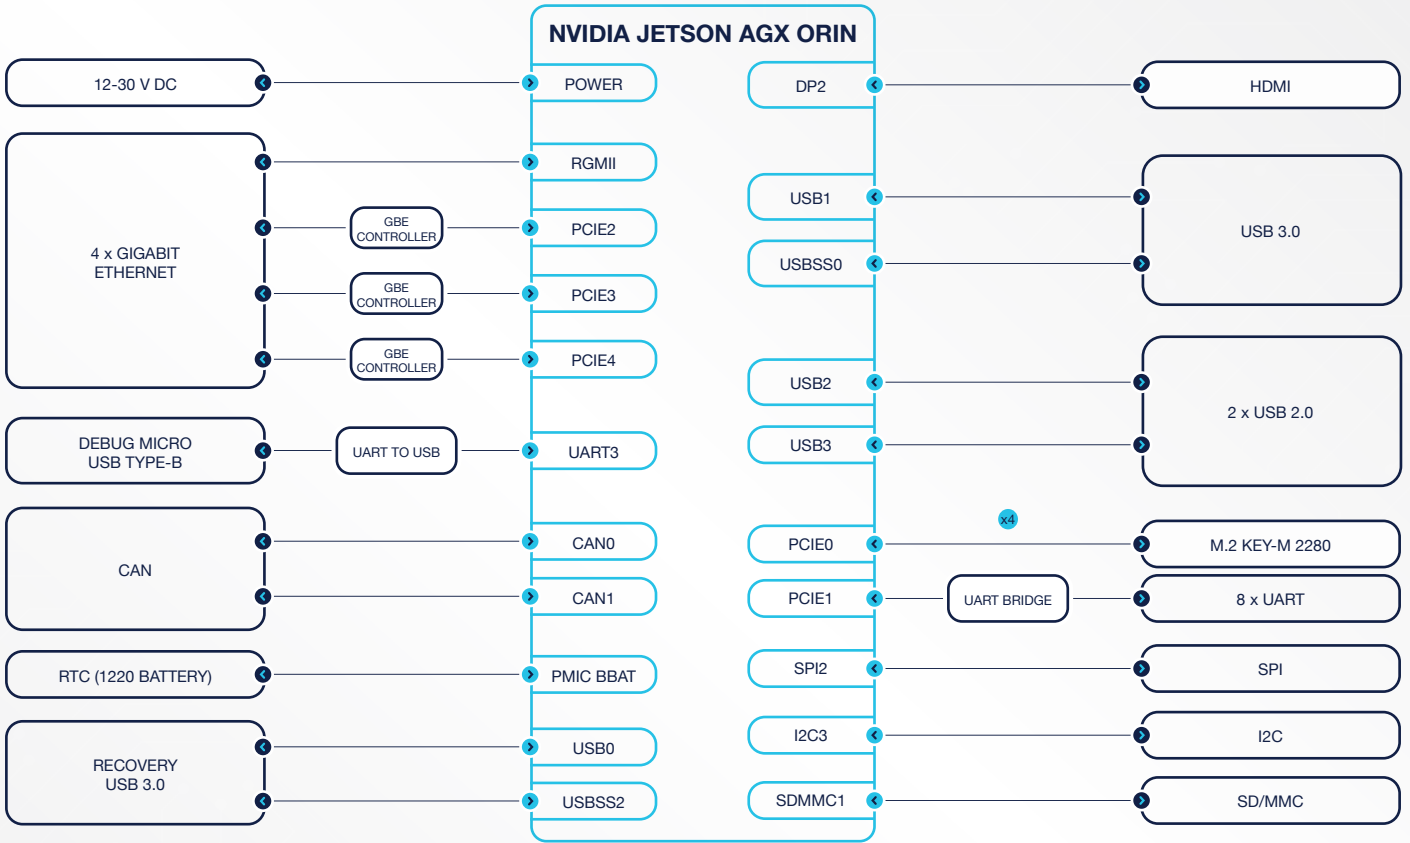 NVIDIA JETSON AGX ORIN
12-30 V DC
POWER
4 x GIGABIT
ETHERNET
RGMII
GBE
CONTROLLER
PCIE2
GBE
CONTROLLER
PCIE3
GBE
CONTROLLER
PCIE4
DEBUG MICRO
USB TYPE-B
UART TO USB
UART3
CAN
CAN0
CAN1
RTC (1220 BATTERY)
PMIC BBAT
RECOVERY
USB 3.0
USB0
USBSS2
DP2
HDMI
USB1
USBSS0
USB 3.0
USB2
USB3
2 x USB 2.0
PCIE0
x4
M.2 KEY-M 2280
PCIE1
UART BRIDGE
8 x UART
SPI2
SPI
I2C3
I2C
SDMMC1
SD/MMC